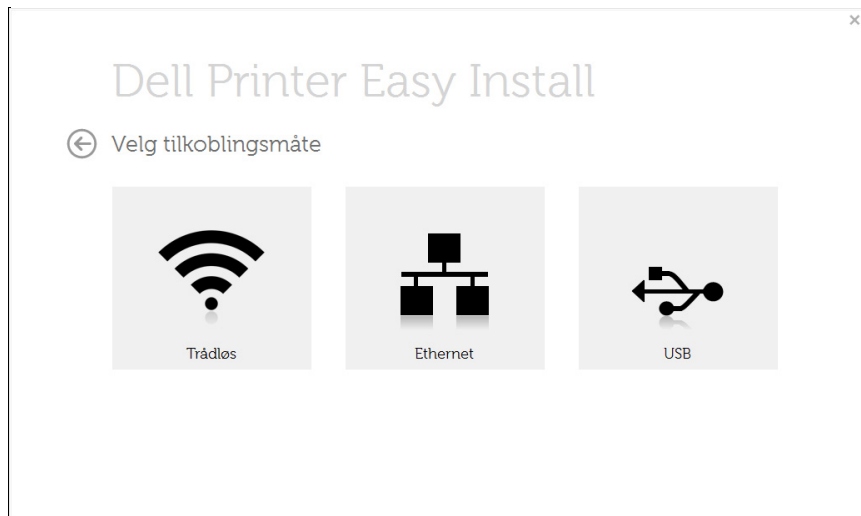 Dell Printer Easy Install
Velg tilkoblingsmåte
Trådløs
Ethernet
USB